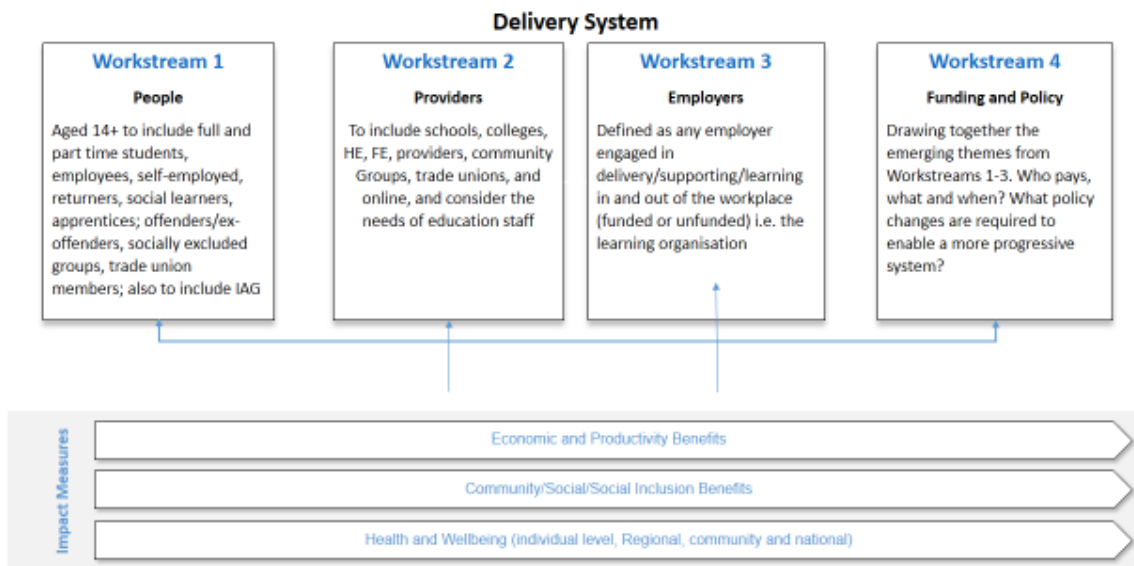 Delivery System
Workstream 1
People
Aged 14+ to include full and
part time students,
employees, self-employed,
returners, social learners,
apprentices; offenders/ex-
offenders, socially excluded
groups, trade union
members; also to include IAG
Workstream 2
Providers
To include schools, colleges,
HE, FE, providers, community
Groups, trade unions, and
online, and consider the
needs of education staff
Workstream 3
Employers
Defined as any employer
engaged in
delivery/supporting/learning
in and out of the workplace
(funded or unfunded) i.e. the
learning organisation
Workstream 4
Funding and Policy
Drawing together the
emerging themes from
Workstreams 1-3. Who pays,
what and when? What policy
changes are required to
enable a more progressive
system?
Impact Measures
Economic and Productivity Benefits
Community/Social/Social Inclusion Benefits
Health and Wellbeing (individual level, Regional, community and national)